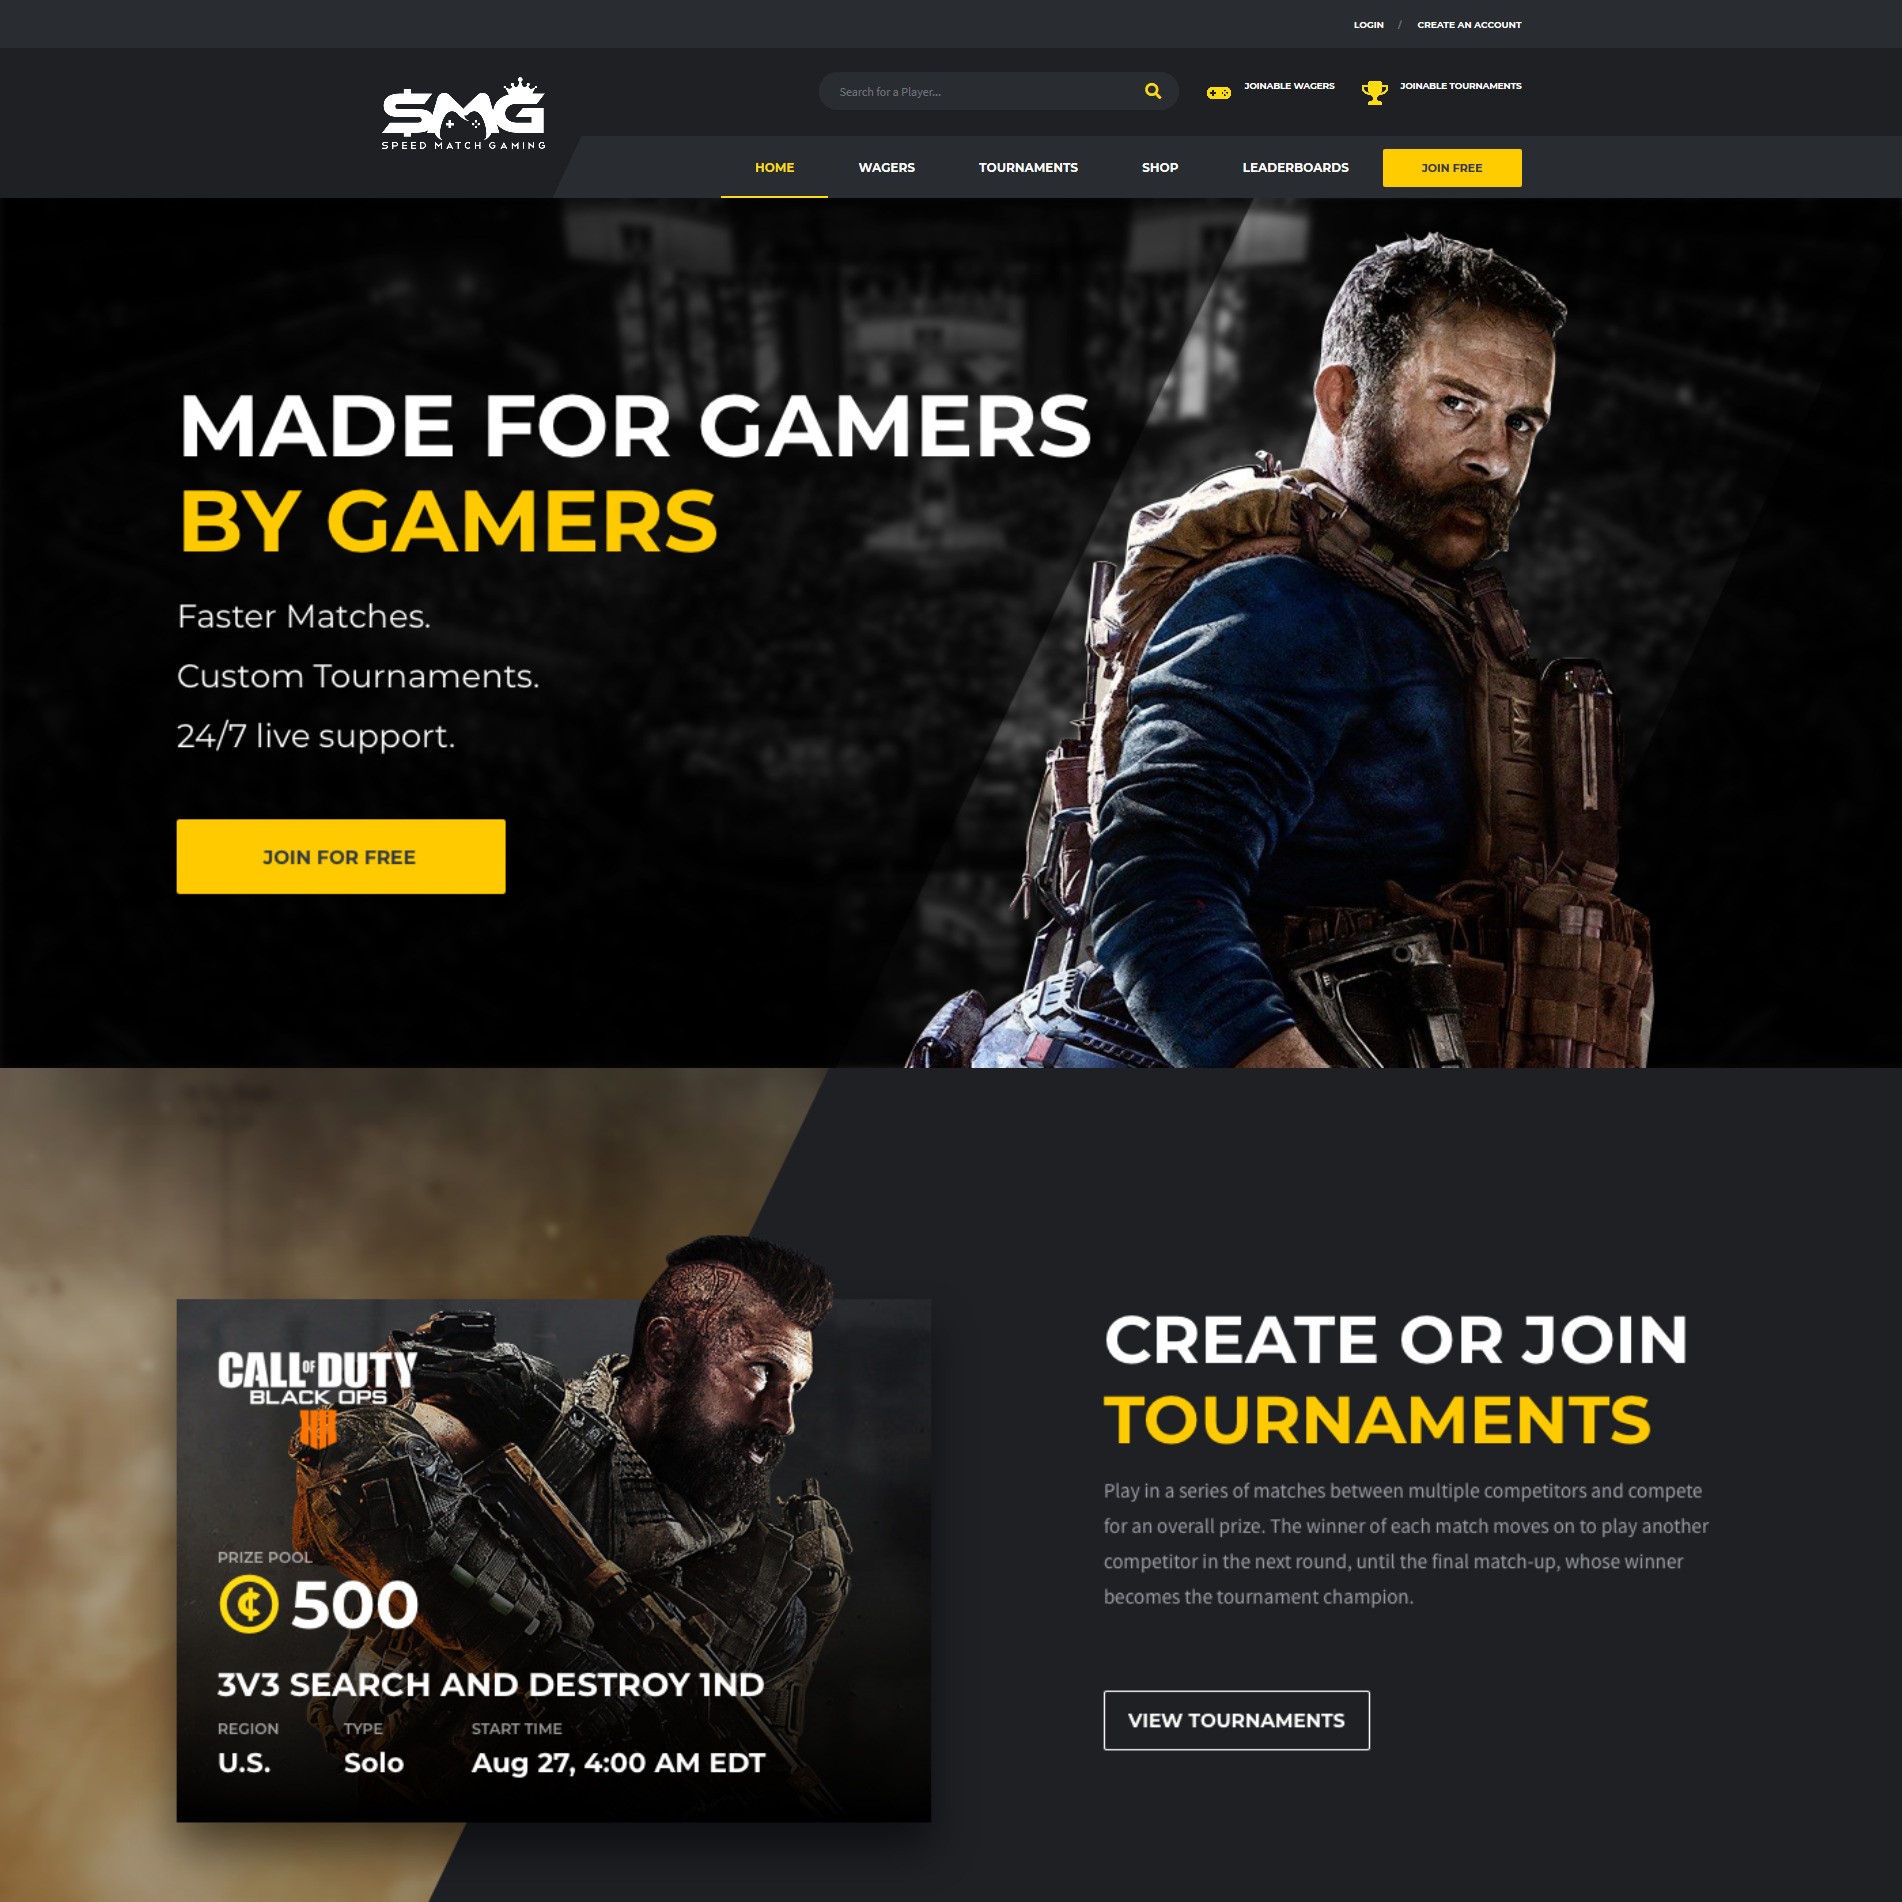 LOGIN / CREATE AN ACCOUNT
SMG
SPEED MATCH GAMING
Search for a Player...
JOINABLE WAGERS
JOINABLE TOURNAMENTS
HOME
WAGERS
TOURNAMENTS
SHOP
LEADERBOARDS
JOIN FREE
MADE FOR GAMERS
BY GAMERS
Faster Matches.
Custom Tournaments.
24/7 live support.
JOIN FOR FREE
CALL OF DUTY
BLACK OPS
IIII
PRIZE POOL
¢ 500
3V3 SEARCH AND DESTROY 1ND
REGION TYPE START TIME
U.S. Solo Aug 27, 4:00 AM EDT
CREATE OR JOIN
TOURNAMENTS
Play in a series of matches between multiple competitors and compete
for an overall prize. The winner of each match moves on to play another
competitor in the next round, until the final match-up, whose winner
becomes the tournament champion.
VIEW TOURNAMENTS